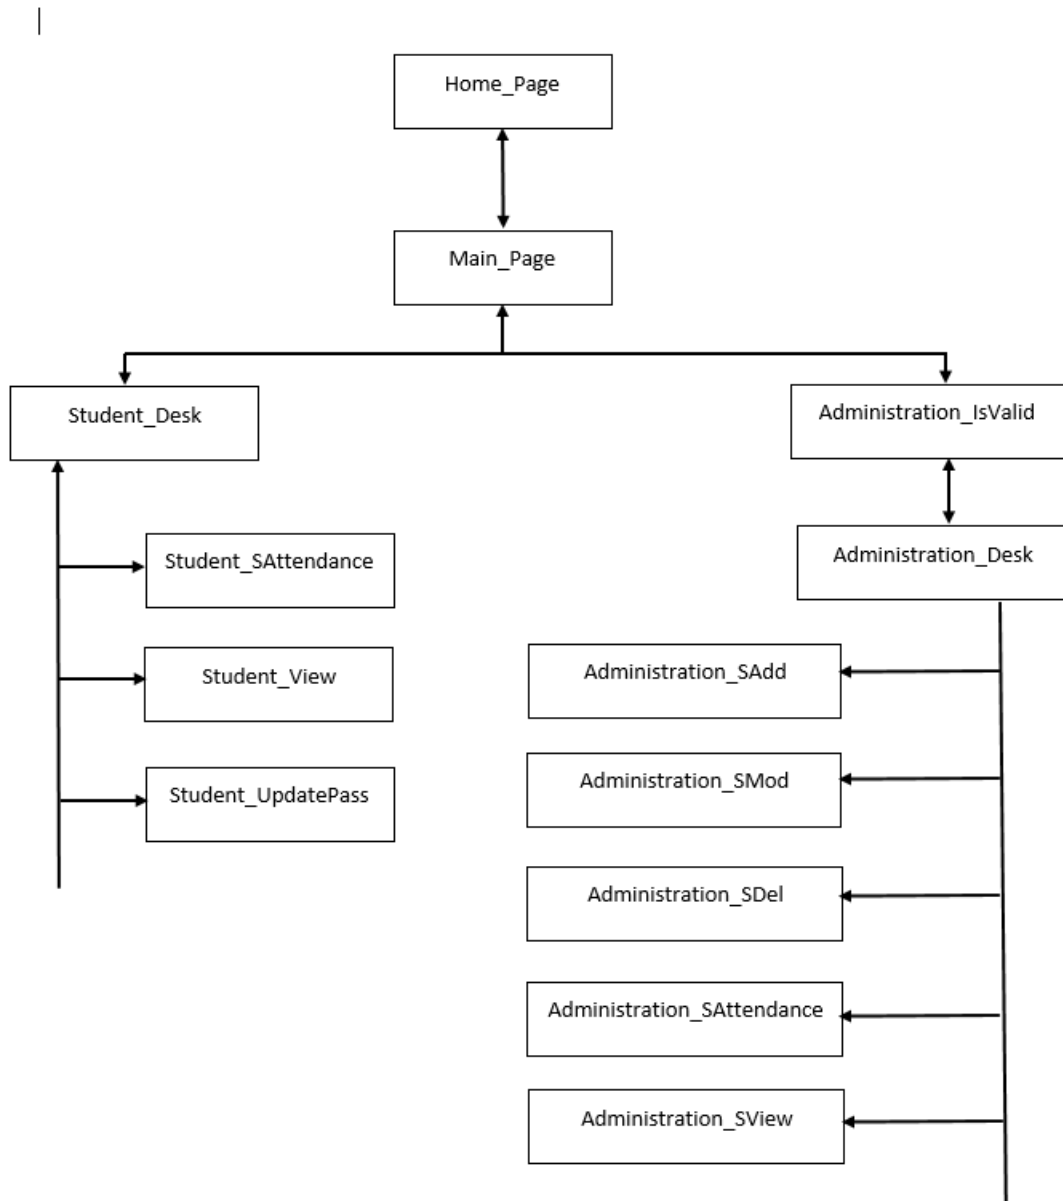 Home_Page
Main_Page
Student_Desk
Administration_IsValid
Administration_Desk
Student_SAttendance
Student_View
Student_UpdatePass
Administration_SAdd
Administration_SMod
Administration_SDel
Administration_SAttendance
Administration_SView